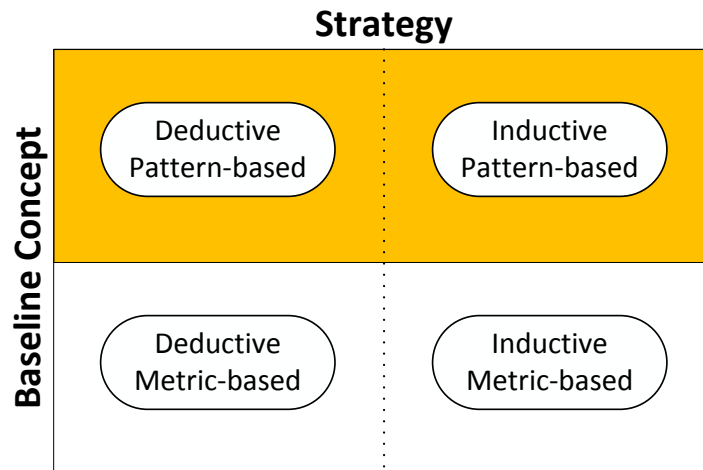 Strategy
Baseline Concept
Deductive
Pattern-based
Inductive
Pattern-based
Deductive
Metric-based
Inductive
Metric-based